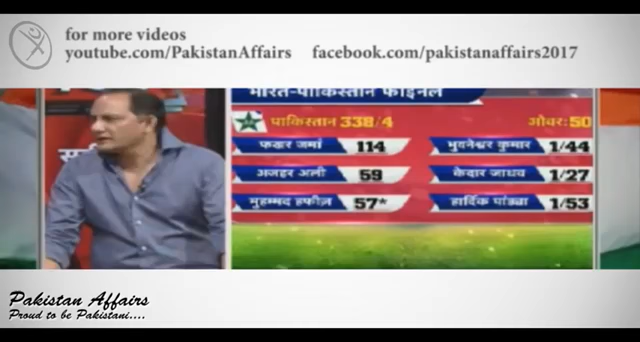 for more videos
youtube.com/PakistanAffairs facebook.com/pakistanaffairs2017
भारत-पाकिस्तान फाइनल
पाकिस्तान 338/4 ओवर: 50
फखर जमां 114 भुवनेश्वर कुमार 1/44
अजहर अली 59 केदार जाधव 1/27
मुहम्मद हफीज़ 57* हार्दिक पांड्या 1/53
Pakistan Affairs
Proud to be Pakistani....